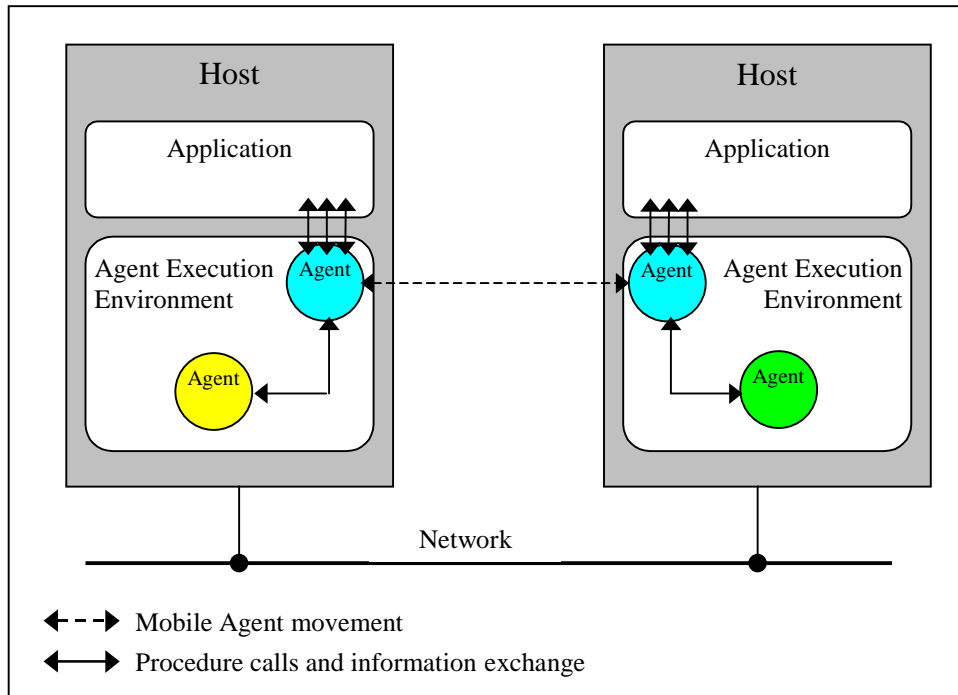 Host
Application
Agent
Agent Execution
Environment
Agent
Host
Application
Agent
Agent Execution
Environment
Agent
Network
Mobile Agent movement
Procedure calls and information exchange